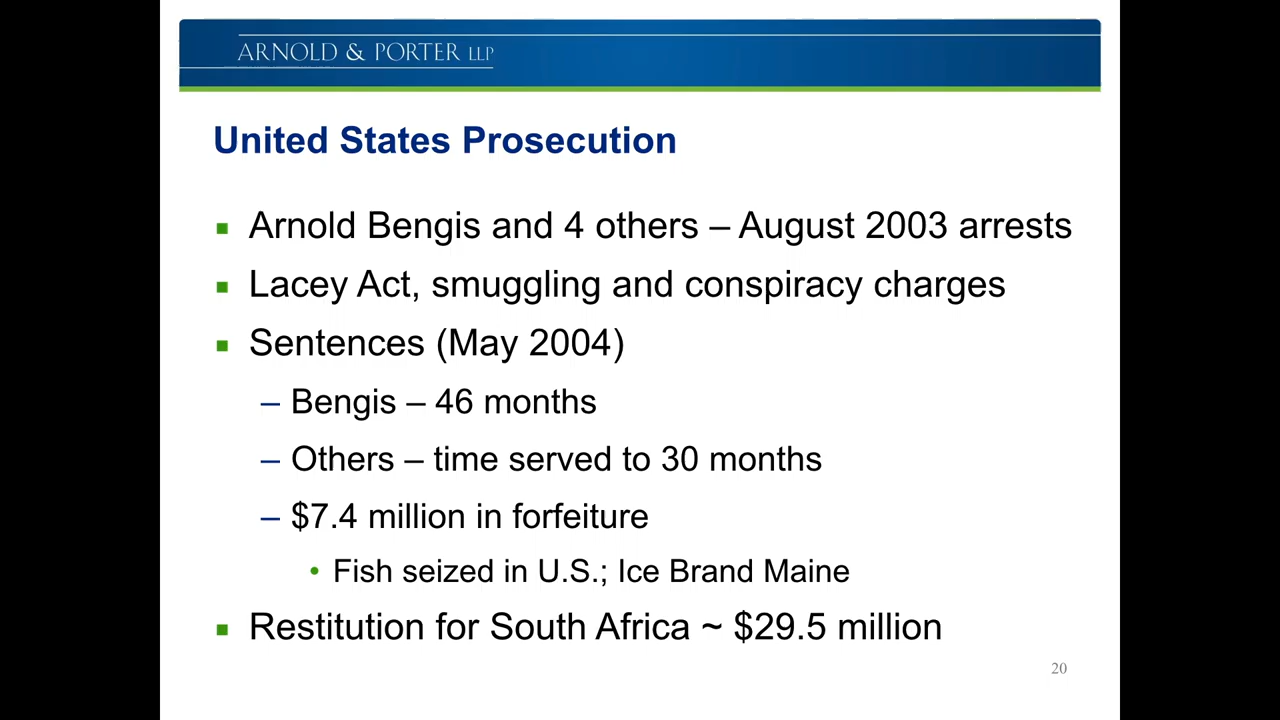 ARNOLD & PORTER LLP
United States Prosecution
▪ Arnold Bengis and 4 others – August 2003 arrests
▪ Lacey Act, smuggling and conspiracy charges
▪ Sentences (May 2004)
– Bengis – 46 months
– Others – time served to 30 months
– $7.4 million in forfeiture
• Fish seized in U.S.; Ice Brand Maine
▪ Restitution for South Africa ~ $29.5 million
20